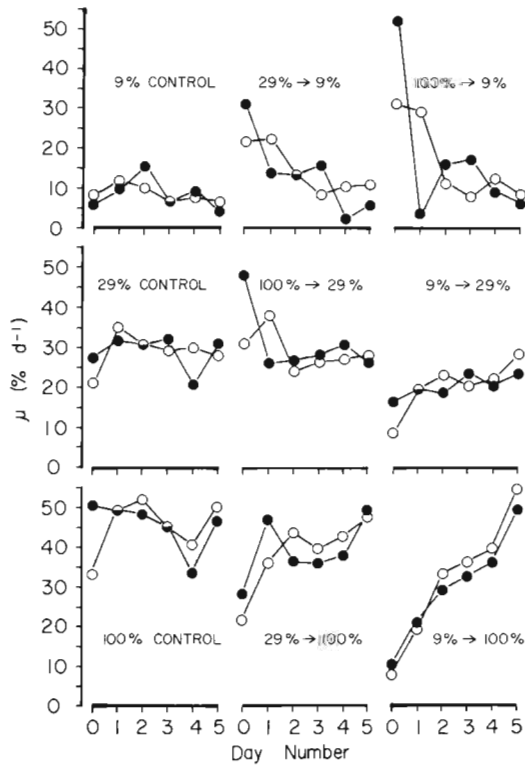 50
40
30
20
10
0
9% CONTROL
29% → 9%
100% → 9%
50
40
30
20
10
0
29% CONTROL
100% → 29%
9% → 29%
μ (% d⁻¹)
50
40
30
20
10
0
100% CONTROL
29% → 100%
9% → 100%
0 1 2 3 4 5
0 1 2 3 4 5
0 1 2 3 4 5
Day Number